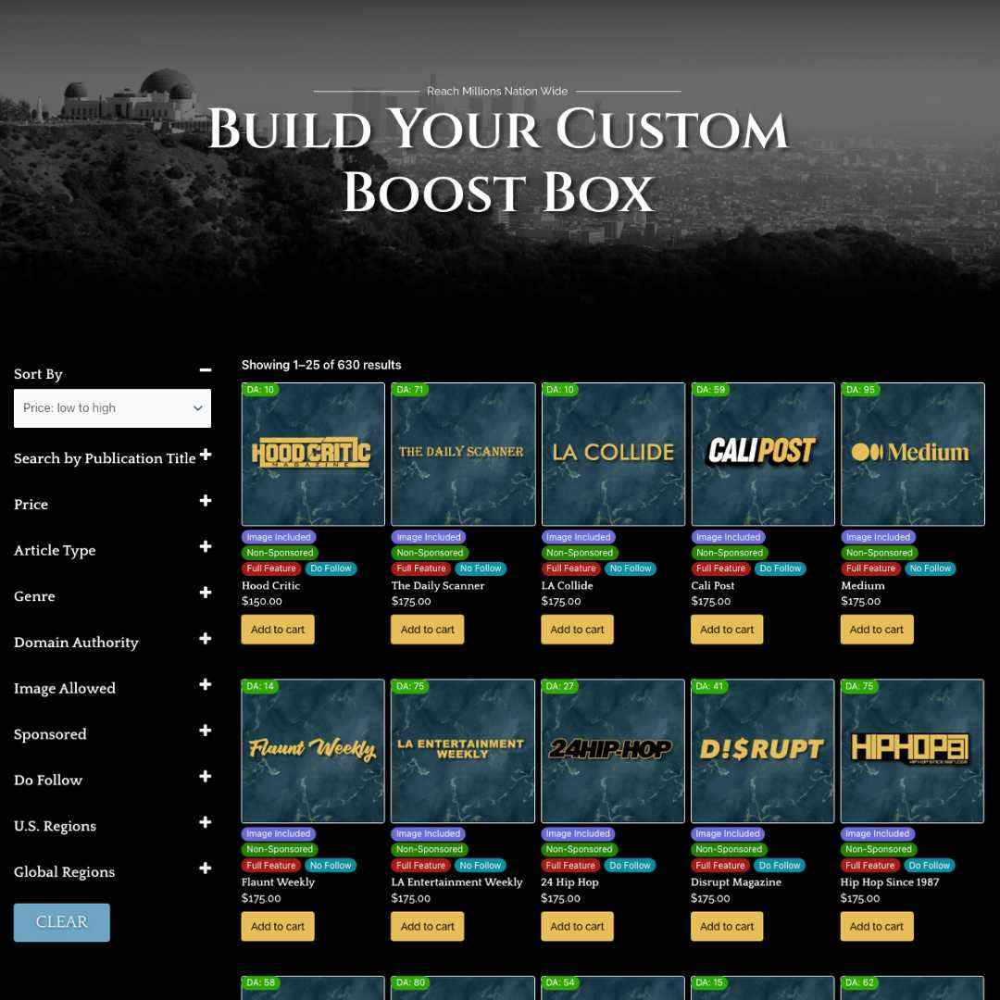 Reach Millions Nation Wide
Build Your Custom
Boost Box
Sort By
Price: low to high
Search by Publication Title
Price
Article Type
Genre
Domain Authority
Image Allowed
Sponsored
Do Follow
U.S. Regions
Global Regions
CLEAR
Showing 1–25 of 630 results
DA: 10
HOOD CRITIC
MAGAZINE
Image Included
Non-Sponsored
Full Feature Do Follow
Hood Critic
$150.00
Add to cart
DA: 71
THE DAILY SCANNER
Image Included
Non-Sponsored
Full Feature No Follow
The Daily Scanner
$175.00
Add to cart
DA: 10
LA COLLIDE
Image Included
Non-Sponsored
Full Feature No Follow
LA Collide
$175.00
Add to cart
DA: 59
CALIPOST
Image Included
Non-Sponsored
Full Feature Do Follow
Cali Post
$175.00
Add to cart
DA: 95
Medium
Image Included
Non-Sponsored
Full Feature No Follow
Medium
$175.00
Add to cart
DA: 14
Flaunt Weekly
Image Included
Non-Sponsored
Full Feature No Follow
Flaunt Weekly
$175.00
Add to cart
DA: 75
LA ENTERTAINMENT
WEEKLY
Image Included
Non-Sponsored
Full Feature No Follow
LA Entertainment Weekly
$175.00
Add to cart
DA: 27
24HIP-HOP
Image Included
Non-Sponsored
Full Feature Do Follow
24 Hip Hop
$175.00
Add to cart
DA: 41
D!$RUPT
Image Included
Non-Sponsored
Full Feature Do Follow
Disrupt Magazine
$175.00
Add to cart
DA: 75
HIPHOP
Image Included
Non-Sponsored
Full Feature Do Follow
Hip Hop Since 1987
$175.00
Add to cart
DA: 58
DA: 80
DA: 54
DA: 15
DA: 62